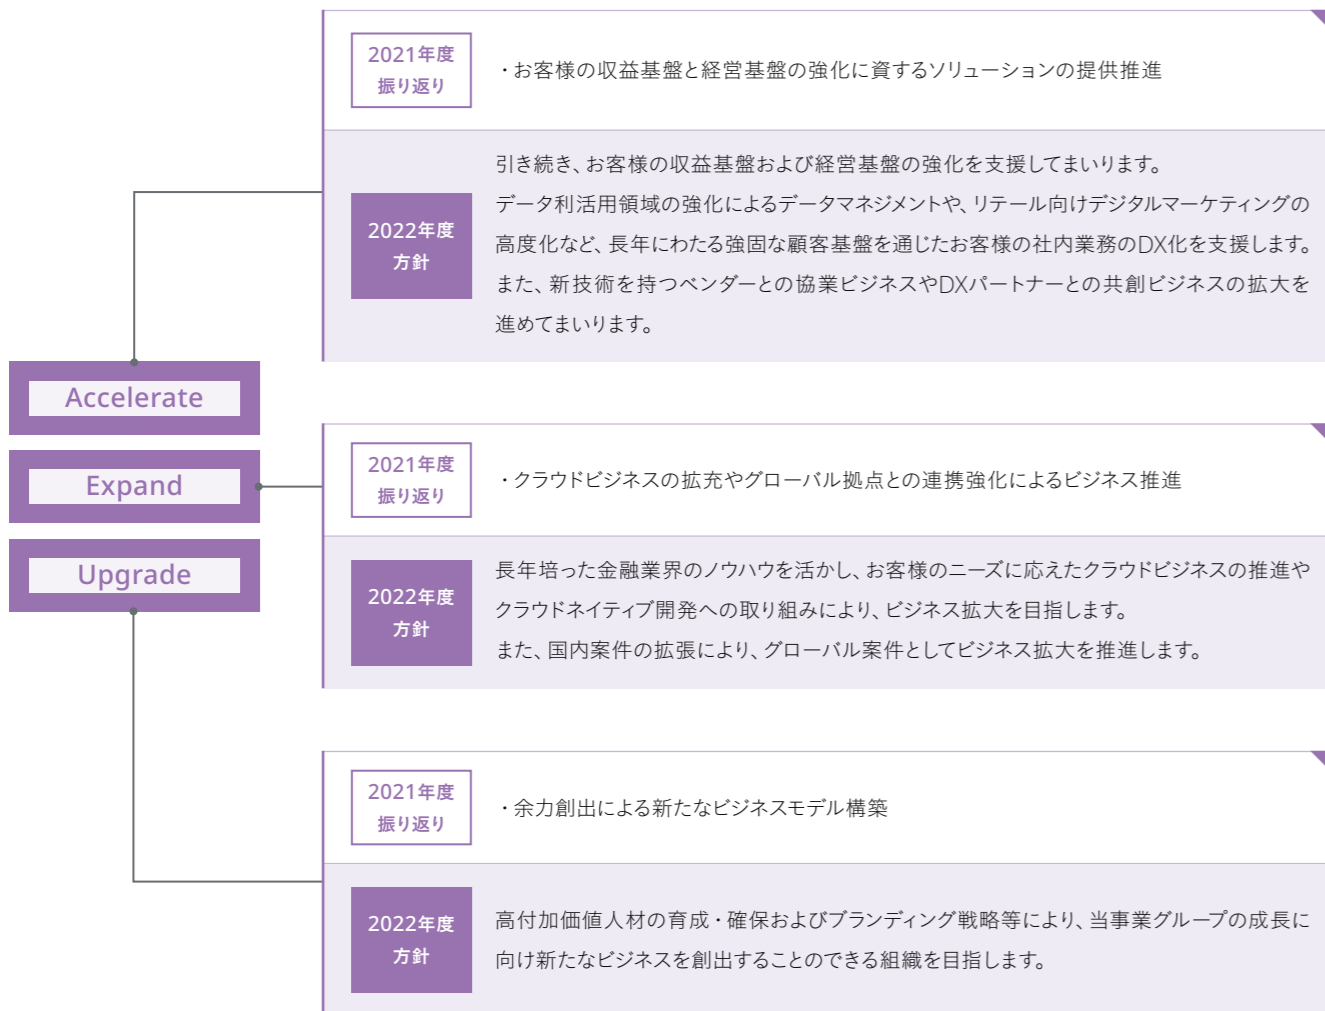 2021年度
振り返り
・お客様の収益基盤と経営基盤の強化に資するソリューションの提供推進
2022年度
方針
引き続き、お客様の収益基盤および経営基盤の強化を支援してまいります。
データ利活用領域の強化によるデータマネジメントや、リテール向けデジタルマーケティングの
高度化など、長年にわたる強固な顧客基盤を通じたお客様の社内業務のDX化を支援します。
また、新技術を持つベンダーとの協業ビジネスやDXパートナーとの共創ビジネスの拡大を
進めてまいります。
Accelerate
Expand
Upgrade
2021年度
振り返り
・クラウドビジネスの拡充やグローバル拠点との連携強化によるビジネス推進
2022年度
方針
長年培った金融業界のノウハウを活かし、お客様のニーズに応えたクラウドビジネスの推進や
クラウドネイティブ開発への取り組みにより、ビジネス拡大を目指します。
また、国内案件の拡張により、グローバル案件としてビジネス拡大を推進します。
2021年度
振り返り
・余力創出による新たなビジネスモデル構築
2022年度
方針
高付加価値人材の育成・確保およびブランディング戦略等により、当事業グループの成長に
向け新たなビジネスを創出することのできる組織を目指します。